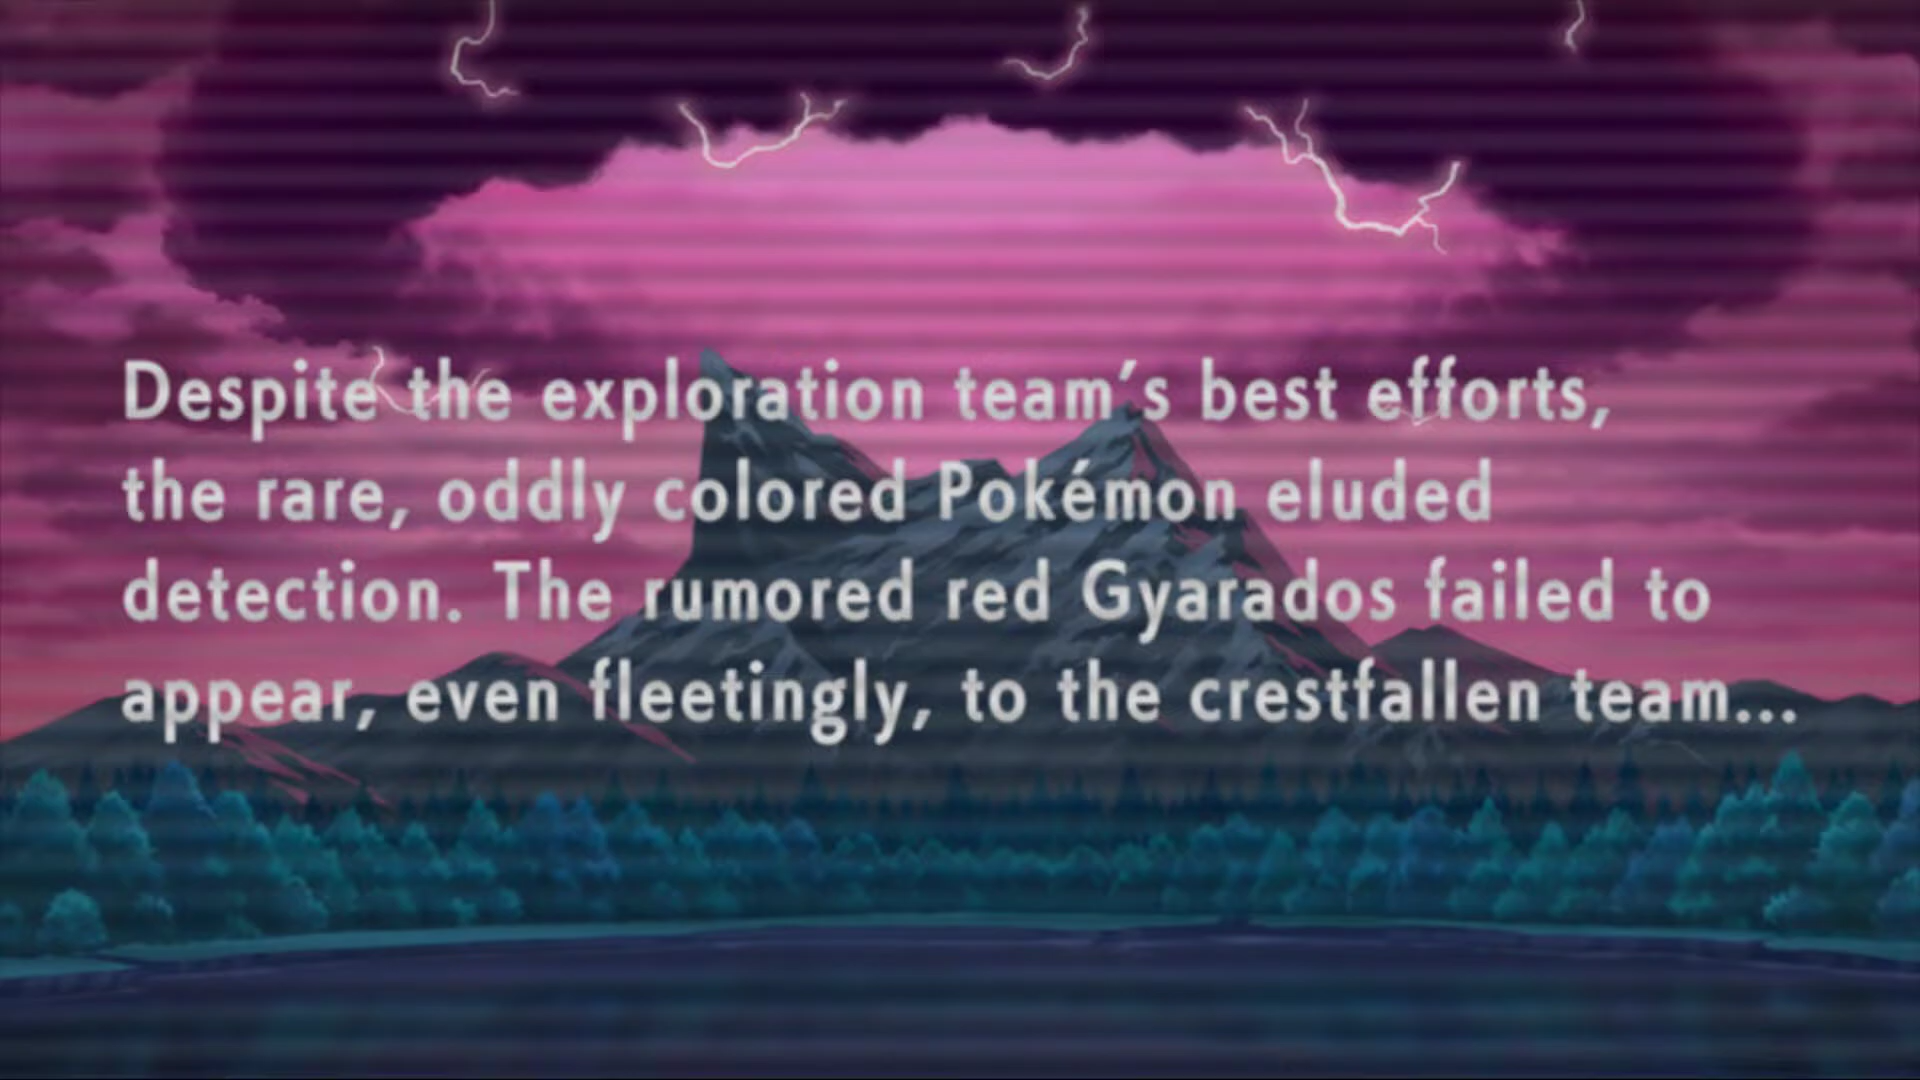 Despite the exploration team’s best efforts,
the rare, oddly colored Pokémon eluded
detection. The rumored red Gyarados failed to
appear, even fleetingly, to the crestfallen team...